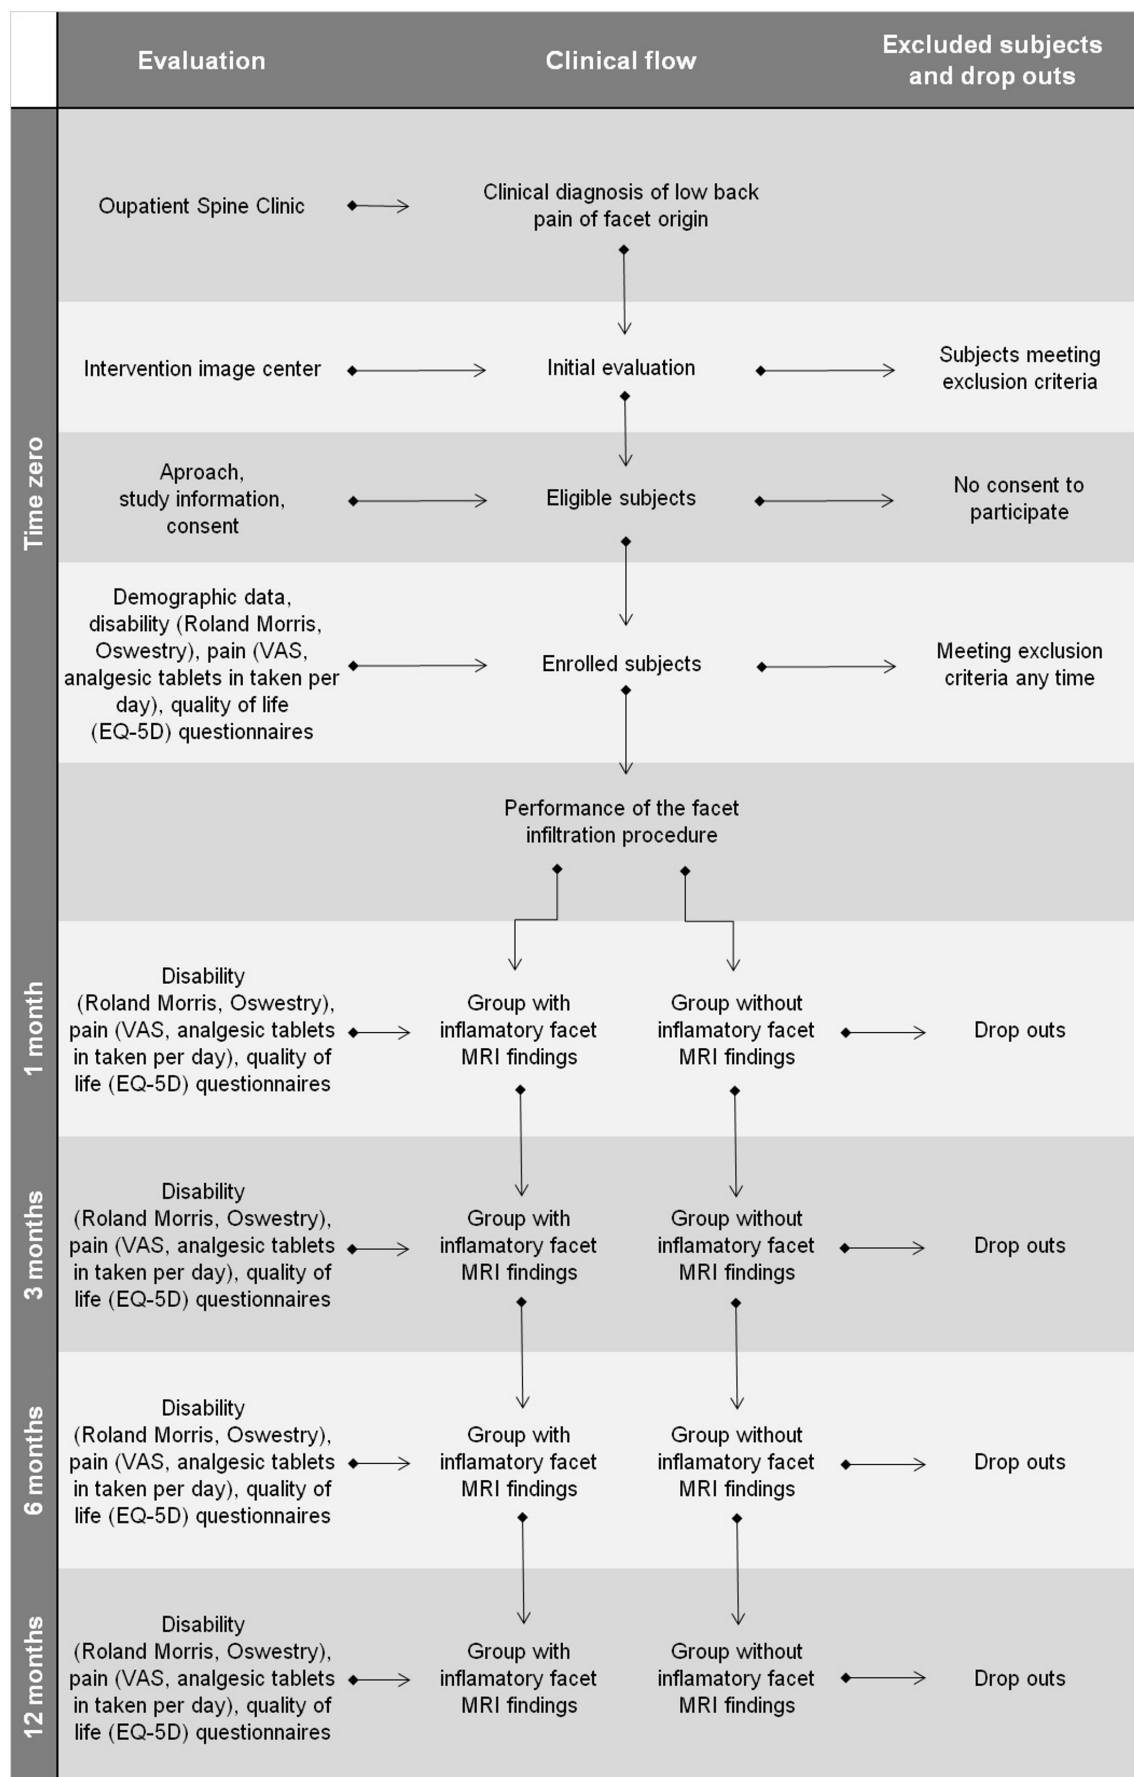 Evaluation
Clinical flow
Excluded subjects
and drop outs
Time zero
Oupatient Spine Clinic
Clinical diagnosis of low back
pain of facet origin
Intervention image center
Initial evaluation
Subjects meeting
exclusion criteria
Aproach,
study information,
consent
Eligible subjects
No consent to
participate
Demographic data,
disability (Roland Morris,
Oswestry), pain (VAS,
analgesic tablets in taken per
day), quality of life
(EQ-5D) questionnaires
Enrolled subjects
Meeting exclusion
criteria any time
Performance of the facet
infiltration procedure
1 month
Disability
(Roland Morris, Oswestry),
pain (VAS, analgesic tablets
in taken per day), quality of
life (EQ-5D) questionnaires
Group with
inflamatory facet
MRI findings
Group without
inflamatory facet
MRI findings
Drop outs
3 months
Disability
(Roland Morris, Oswestry),
pain (VAS, analgesic tablets
in taken per day), quality of
life (EQ-5D) questionnaires
Group with
inflamatory facet
MRI findings
Group without
inflamatory facet
MRI findings
Drop outs
6 months
Disability
(Roland Morris, Oswestry),
pain (VAS, analgesic tablets
in taken per day), quality of
life (EQ-5D) questionnaires
Group with
inflamatory facet
MRI findings
Group without
inflamatory facet
MRI findings
Drop outs
12 months
Disability
(Roland Morris, Oswestry),
pain (VAS, analgesic tablets
in taken per day), quality of
life (EQ-5D) questionnaires
Group with
inflamatory facet
MRI findings
Group without
inflamatory facet
MRI findings
Drop outs